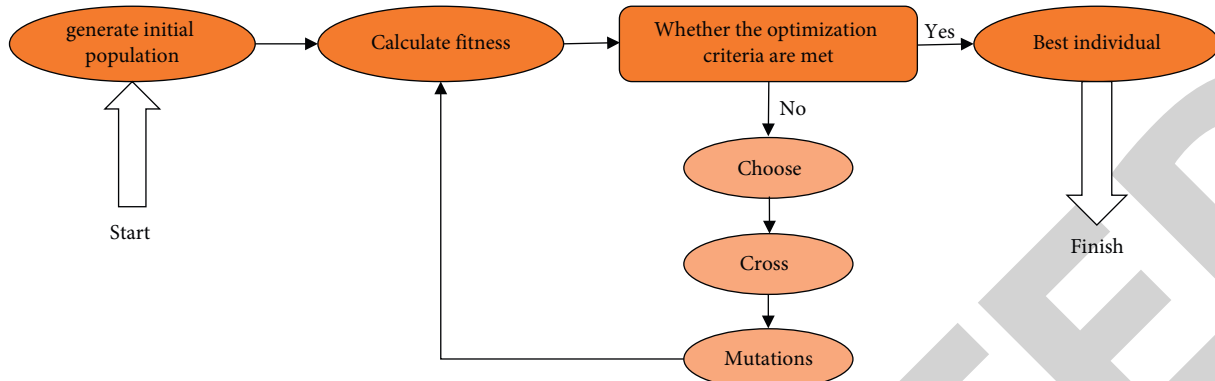 generate initial
population
Calculate fitness
Whether the optimization
criteria are met
Yes
Best individual
No
Choose
Start
Cross
Finish
Mutations